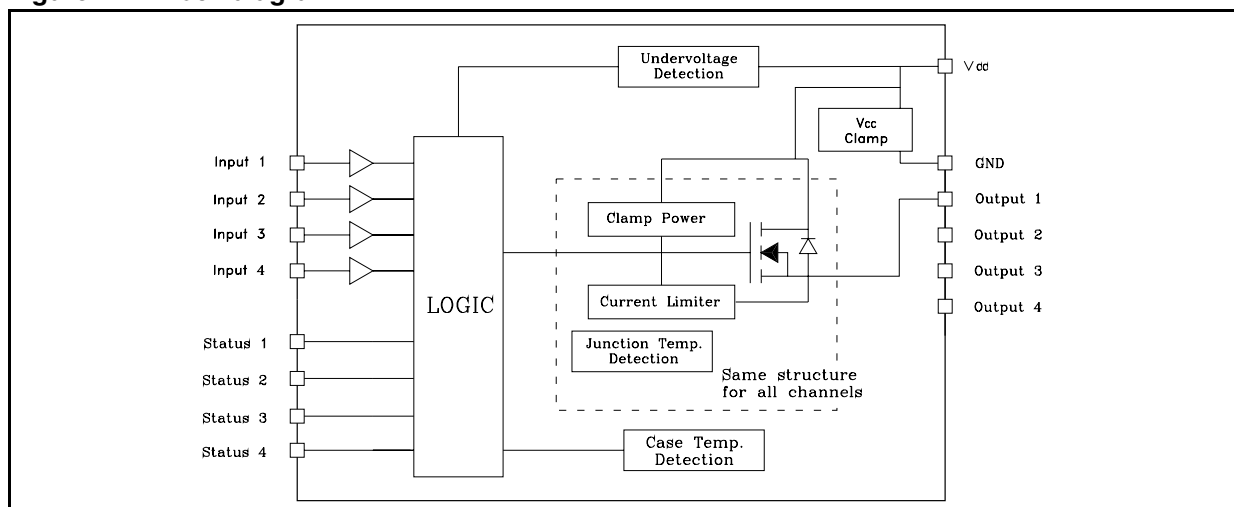 Undervoltage
Detection
Vdd
Vcc
Clamp
Input 1
GND
Input 2
Output 1
Clamp Power
Input 3
Output 2
Input 4
Output 3
LOGIC
Current Limiter
Output 4
Status 1
Junction Temp.
Detection
Status 2
Same structure
for all channels
Status 3
Status 4
Case Temp.
Detection